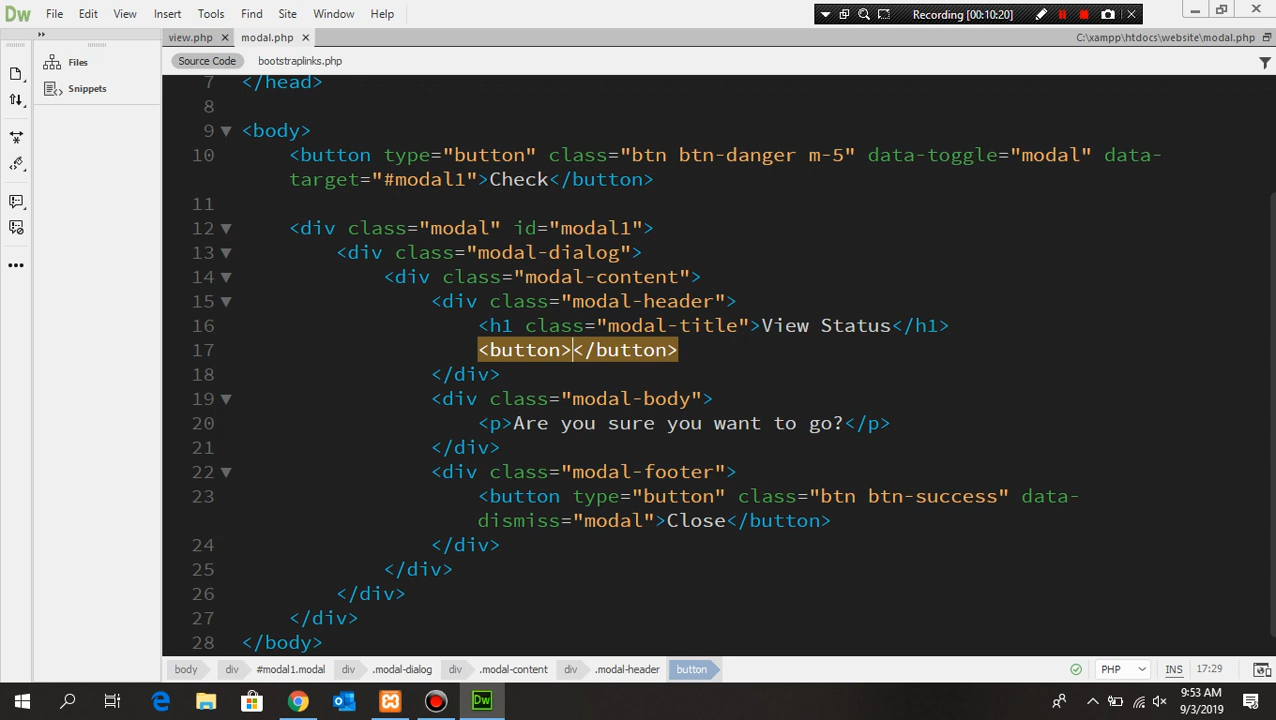 Dw File Edit View Insert Tools Find Site Window Help
Recording [00:10:20]
view.php modal.php
C:\xampp\htdocs\website\modal.php
Files
Snippets
Source Code bootstraplinks.php
7 </head>
8
9 <body>
10 <button type="button" class="btn btn-danger m-5" data-toggle="modal" data-
target="#modal1">Check</button>
11
12 <div class="modal" id="modal1">
13 <div class="modal-dialog">
14 <div class="modal-content">
15 <div class="modal-header">
16 <h1 class="modal-title">View Status</h1>
17 <button></button>
18 </div>
19 <div class="modal-body">
20 <p>Are you sure you want to go?</p>
21 </div>
22 <div class="modal-footer">
23 <button type="button" class="btn btn-success" data-
dismiss="modal">Close</button>
24 </div>
25 </div>
26 </div>
27 </div>
28 </body>
body div #modal1.modal div .modal-dialog div .modal-content div .modal-header button
PHP INS 17:29
Dw
9:53 AM
9/3/2019